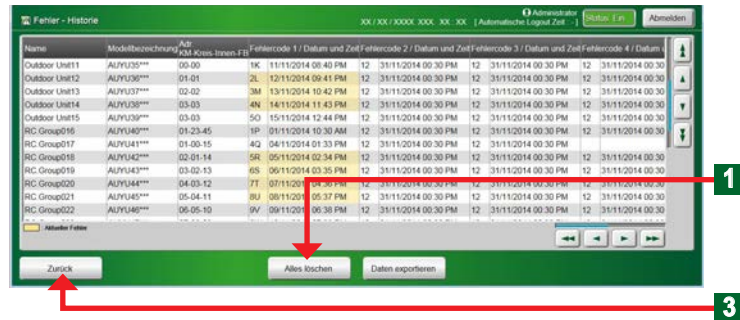 Fehler - Historie
XX / XX / XXXX XXX XX : XX [ Automatische Logout Zeit : - ]
Administrator
Status: Ein
Abmelden
Name Modellbezeichnung Adr. KM-Kreis-Innen-FB Fehlercode 1 / Datum und Zeit Fehlercode 2 / Datum und Zeit Fehlercode 3 / Datum und Zeit Fehlercode 4 / Datum u
Outdoor Unit11 AUYU35*** 00-00 1K 11/11/2014 08:40 PM 12 31/11/2014 00:30 PM 12 31/11/2014 00:30 PM 12 31/11/2014 00:30
Outdoor Unit12 AUYU36*** 01-01 2L 12/11/2014 09:41 PM 12 31/11/2014 00:30 PM 12 31/11/2014 00:30 PM 12 31/11/2014 00:30
Outdoor Unit13 AUYU37*** 02-02 3M 13/11/2014 10:42 PM 12 31/11/2014 00:30 PM 12 31/11/2014 00:30 PM 12 31/11/2014 00:30
Outdoor Unit14 AUYU38*** 03-03 4N 14/11/2014 11:43 PM 12 31/11/2014 00:30 PM 12 31/11/2014 00:30 PM 12 31/11/2014 00:30
Outdoor Unit15 AUYU39*** 03-03 5O 15/11/2014 12:44 PM 12 31/11/2014 00:30 PM 12 31/11/2014 00:30 PM 12 31/11/2014 00:30
RC.Group016 AUYU40*** 01-23-45 1P 01/11/2014 10:30 AM 12 31/11/2014 00:30 PM 12 31/11/2014 00:30 PM 12 31/11/2014 00:30
RC.Group017 AUYU41*** 01-00-15 4Q 04/11/2014 01:33 PM 12 31/11/2014 00:30 PM 12 31/11/2014 00:30 PM
RC.Group018 AUYU42*** 02-01-14 5R 05/11/2014 02:34 PM 12 31/11/2014 00:30 PM 12 31/11/2014 00:30 PM 12 31/11/2014 00:30
RC.Group019 AUYU43*** 03-02-13 6S 06/11/2014 03:35 PM 12 31/11/2014 00:30 PM 12 31/11/2014 00:30 PM 12 31/11/2014 00:30
RC.Group020 AUYU44*** 04-03-12 7T 07/11/2014 04:36 PM 12 31/11/2014 00:30 PM 12 31/11/2014 00:30 PM 12 31/11/2014 00:30
RC.Group021 AUYU45*** 05-04-11 8U 08/11/2014 05:37 PM 12 31/11/2014 00:30 PM 12 31/11/2014 00:30 PM 12 31/11/2014 00:30
RC.Group022 AUYU46*** 06-05-10 9V 09/11/2014 06:38 PM 12 31/11/2014 00:30 PM 12 31/11/2014 00:30 PM 12 31/11/2014 00:30
Aktueller Fehler
Zurück Alles löschen Daten exportieren
1
3